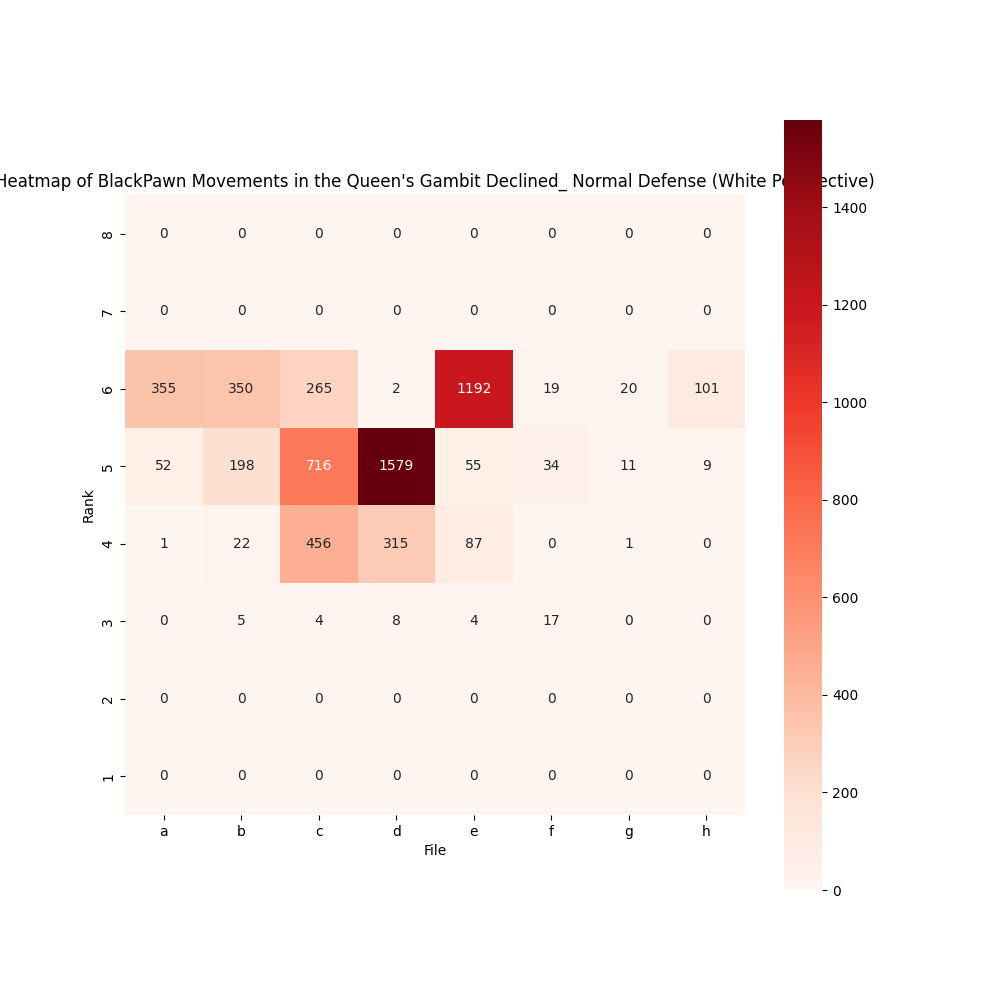 Heatmap of BlackPawn Movements in the Queen's Gambit Declined_ Normal Defense (White Pe ective)
8 0 0 0 0 0 0 0 0
7 0 0 0 0 0 0 0 0
6 355 350 265 2 1192 19 20 101
5 52 198 716 1579 55 34 11 9
4 1 22 456 315 87 0 1 0
3 0 5 4 8 4 17 0 0
2 0 0 0 0 0 0 0 0
1 0 0 0 0 0 0 0 0
a b c d e f g h
File
Rank
1400
1200
1000
800
600
400
200
0